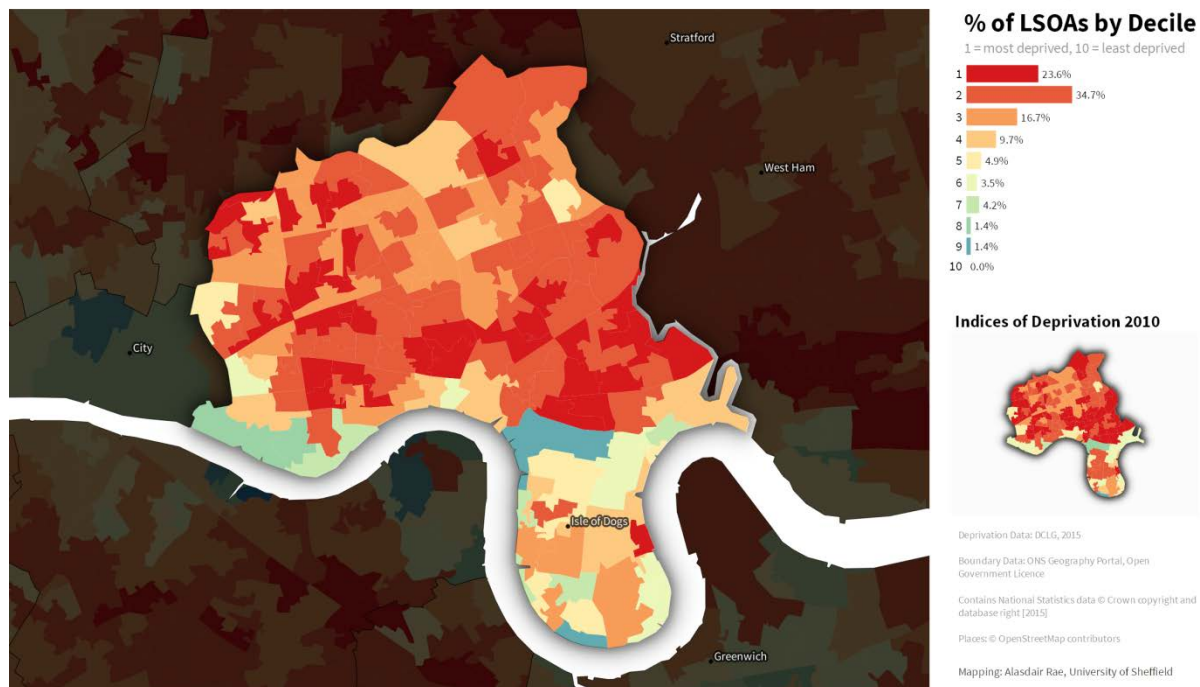 Stratford
West Ham
City
Isle of Dogs
Greenwich
% of LSOAs by Decile
1 = most deprived, 10 = least deprived
1 23.6%
2 34.7%
3 16.7%
4 9.7%
5 4.9%
6 3.5%
7 4.2%
8 1.4%
9 1.4%
10 0.0%
Indices of Deprivation 2010
Deprivation Data: DCLG, 2015
Boundary Data: ONS Geography Portal, Open
Government Licence
Contains National Statistics data © Crown copyright and
database right [2015]
Places: © OpenStreetMap contributors
Mapping: Alasdair Rae, University of Sheffield